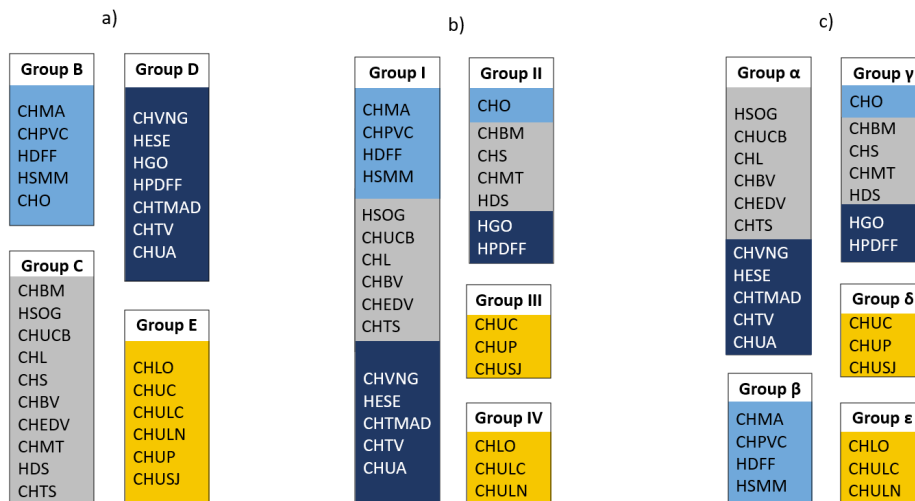 a)
Group B
CHMA
CHPVC
HDFF
HSMM
CHO
Group C
CHBM
HSOG
CHUCB
CHL
CHS
CHBV
CHEDV
CHMT
HDS
CHTS
Group D
CHVNG
HESE
HGO
HPDFF
CHTMAD
CHTV
CHUA
Group E
CHLO
CHUC
CHULC
CHULN
CHUP
CHUSJ
b)
Group I
CHMA
CHPVC
HDFF
HSMM
HSOG
CHUCB
CHL
CHBV
CHEDV
CHTS
CHVNG
HESE
CHTMAD
CHTV
CHUA
Group II
CHO
CHBM
CHS
CHMT
HDS
HGO
HPDFF
Group III
CHUC
CHUP
CHUSJ
Group IV
CHLO
CHULC
CHULN
c)
Group α
HSOG
CHUCB
CHL
CHBV
CHEDV
CHTS
CHVNG
HESE
CHTMAD
CHTV
CHUA
Group β
CHMA
CHPVC
HDFF
HSMM
Group γ
CHO
CHBM
CHS
CHMT
HDS
HGO
HPDFF
Group δ
CHUC
CHUP
CHUSJ
Group ε
CHLO
CHULC
CHULN